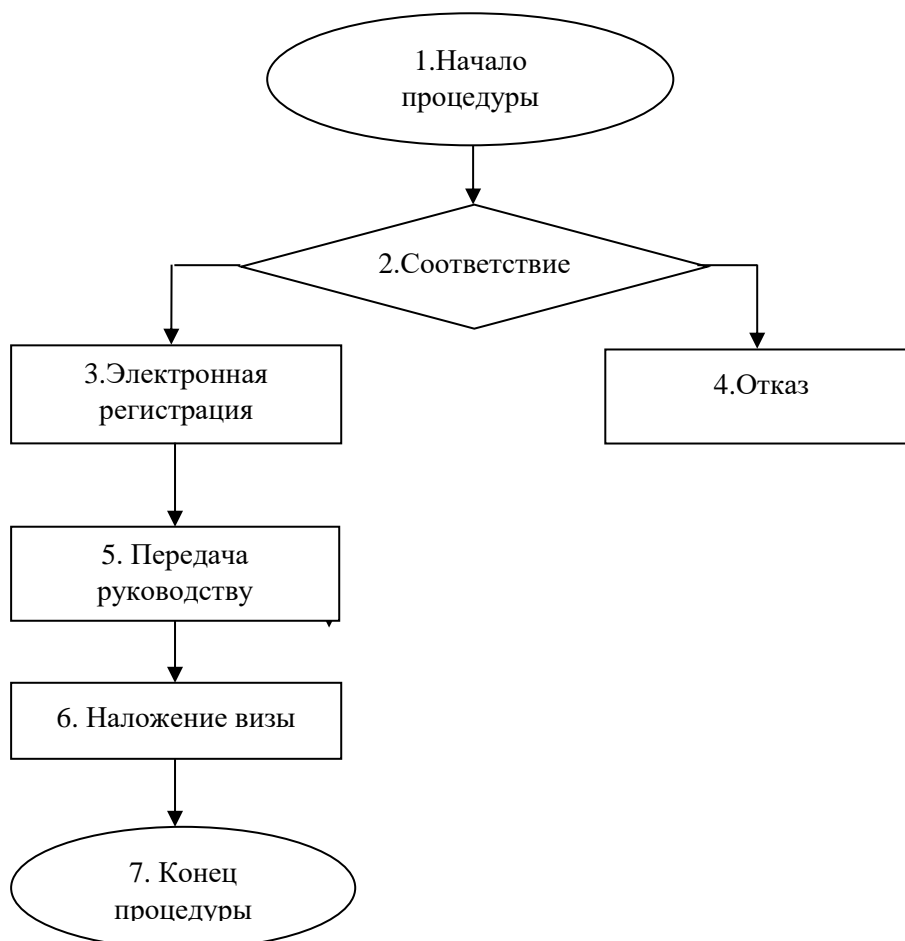 1.Начало
процедуры
2.Соответствие
3.Электронная
регистрация
4.Отказ
5. Передача
руководству
6. Наложение визы
7. Конец
процедуры